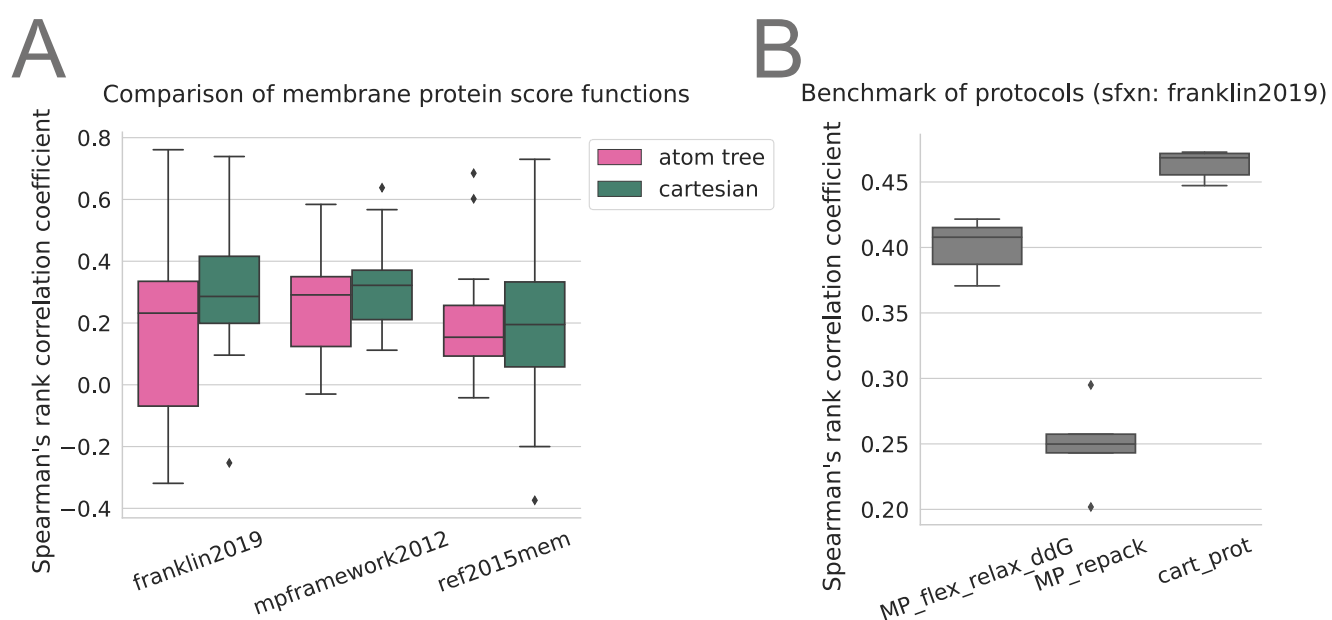 A
B
Comparison of membrane protein score functions
Benchmark of protocols (sfxn: franklin2019)
Spearman's rank correlation coefficient
0.8
0.6
0.4
0.2
0.0
−0.2
−0.4
atom tree
cartesian
franklin2019
mpframework2012
ref2015mem
Spearman's rank correlation coefficient
0.45
0.40
0.35
0.30
0.25
0.20
MP_flex_relax_ddG
MP_repack
cart_prot